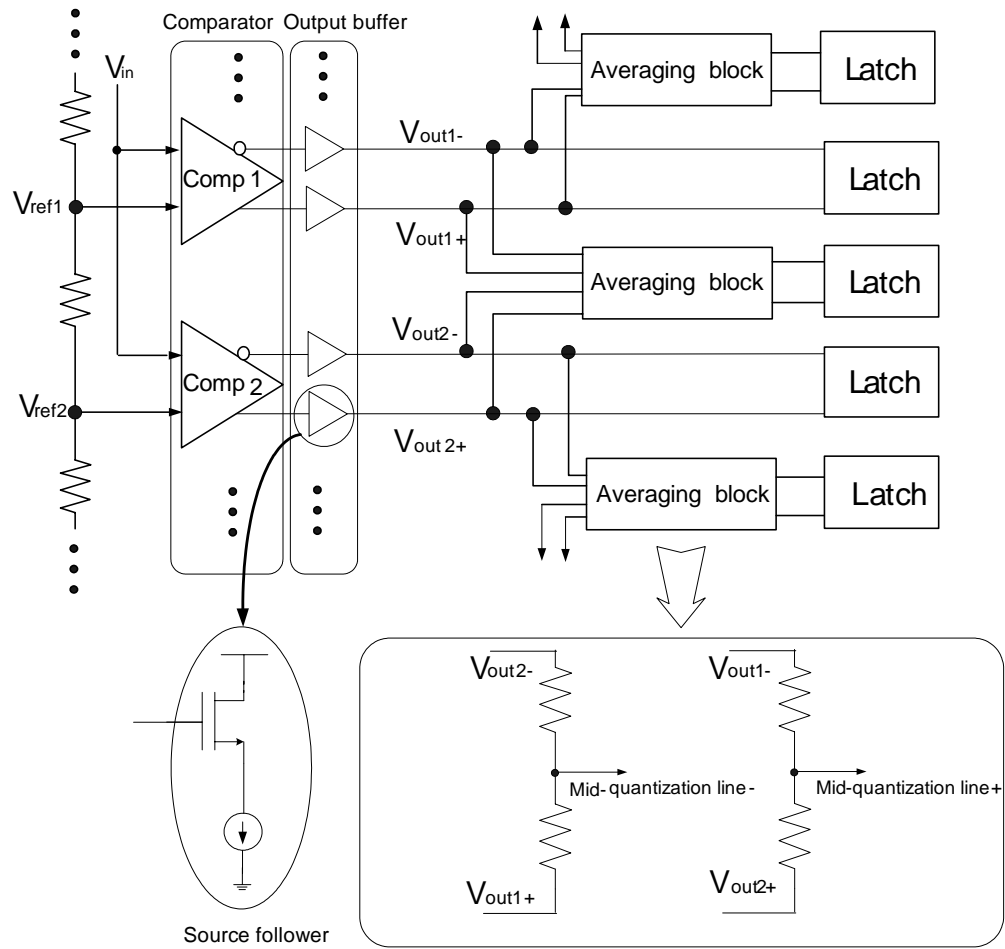 Comparator
Output buffer
Vin
Averaging block
Latch
Vout1-
Comp 1
Latch
Vref1
Vout1+
Averaging block
Latch
Vout2-
Comp 2
Latch
Vref2
Vout 2+
Averaging block
Latch
Vout2-
Vout1-
Mid-quantization line-
Mid-quantization line+
Vout1+
Vout2+
Source follower